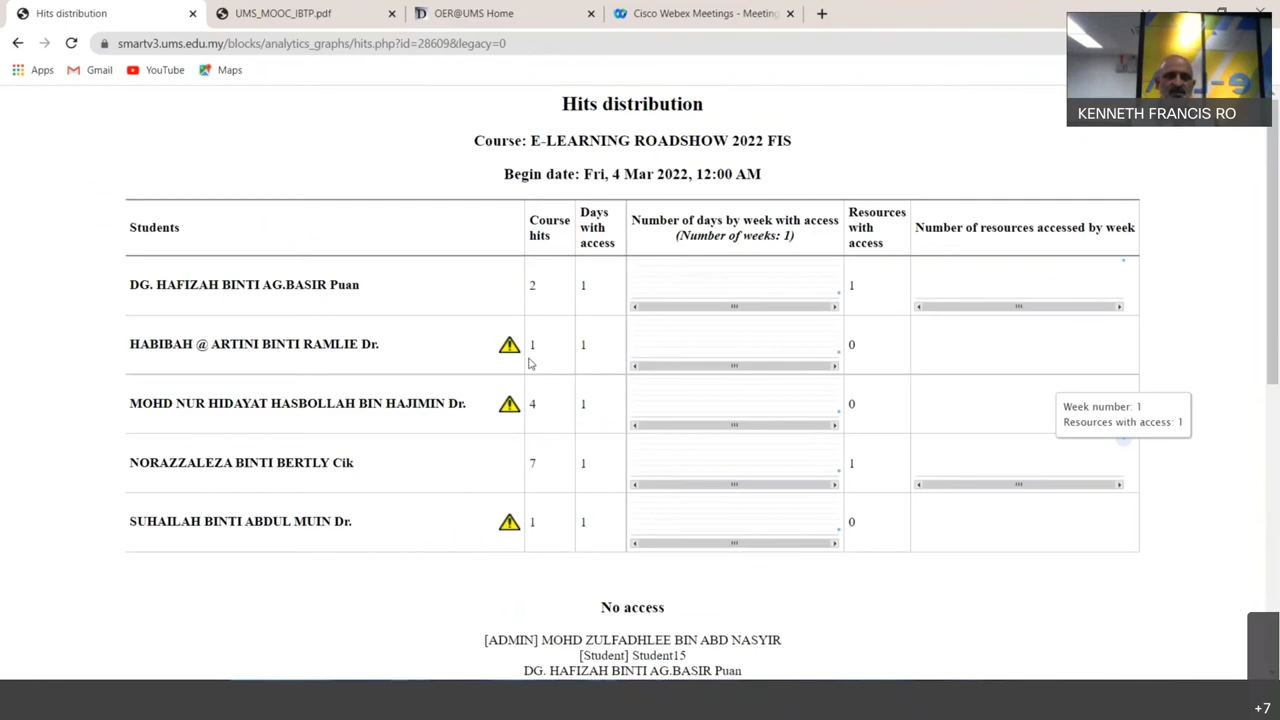 Hits distribution
UMS_MOOC_IBTP.pdf
OER@UMS Home
Cisco Webex Meetings - Meeting
smartv3.ums.edu.my/blocks/analytics_graphs/hits.php?id=28609&legacy=0
Apps Gmail YouTube Maps
KENNETH FRANCIS RO
Hits distribution
Course: E-LEARNING ROADSHOW 2022 FIS
Begin date: Fri, 4 Mar 2022, 12:00 AM
Students
Course hits
Days with access
Number of days by week with access
(Number of weeks: 1)
Resources with access
Number of resources accessed by week
DG. HAFIZAH BINTI AG.BASIR Puan 2 1 1
HABIBAH @ ARTINI BINTI RAMLIE Dr. 1 1 0
MOHD NUR HIDAYAT HASBOLLAH BIN HAJIMIN Dr. 4 1 0
Week number: 1
Resources with access: 1
NORAZZALEZA BINTI BERTLY Cik 7 1 1
SUHAILAH BINTI ABDUL MUIN Dr. 1 1 0
No access
[ADMIN] MOHD ZULFADHLEE BIN ABD NASYIR
[Student] Student15
DG. HAFIZAH BINTI AG.BASIR Puan
+7